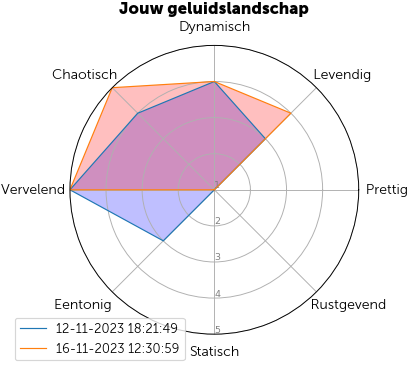 Jouw geluidslandschap
Dynamisch
Chaotisch
Levendig
Vervelend
Prettig
1
2
3
4
5
Eentonig
Rustgevend
Statisch
12-11-2023 18:21:49
16-11-2023 12:30:59